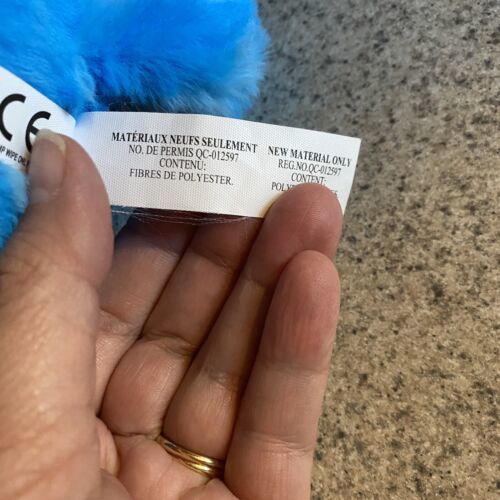 CE
WIPE
MATÉRIAUX NEUFS SEULEMENT
NO. DE PERMIS QC-012597
CONTENU:
FIBRES DE POLYESTER.
NEW MATERIAL ONLY
REG.NO.QC-012597
CONTENT: